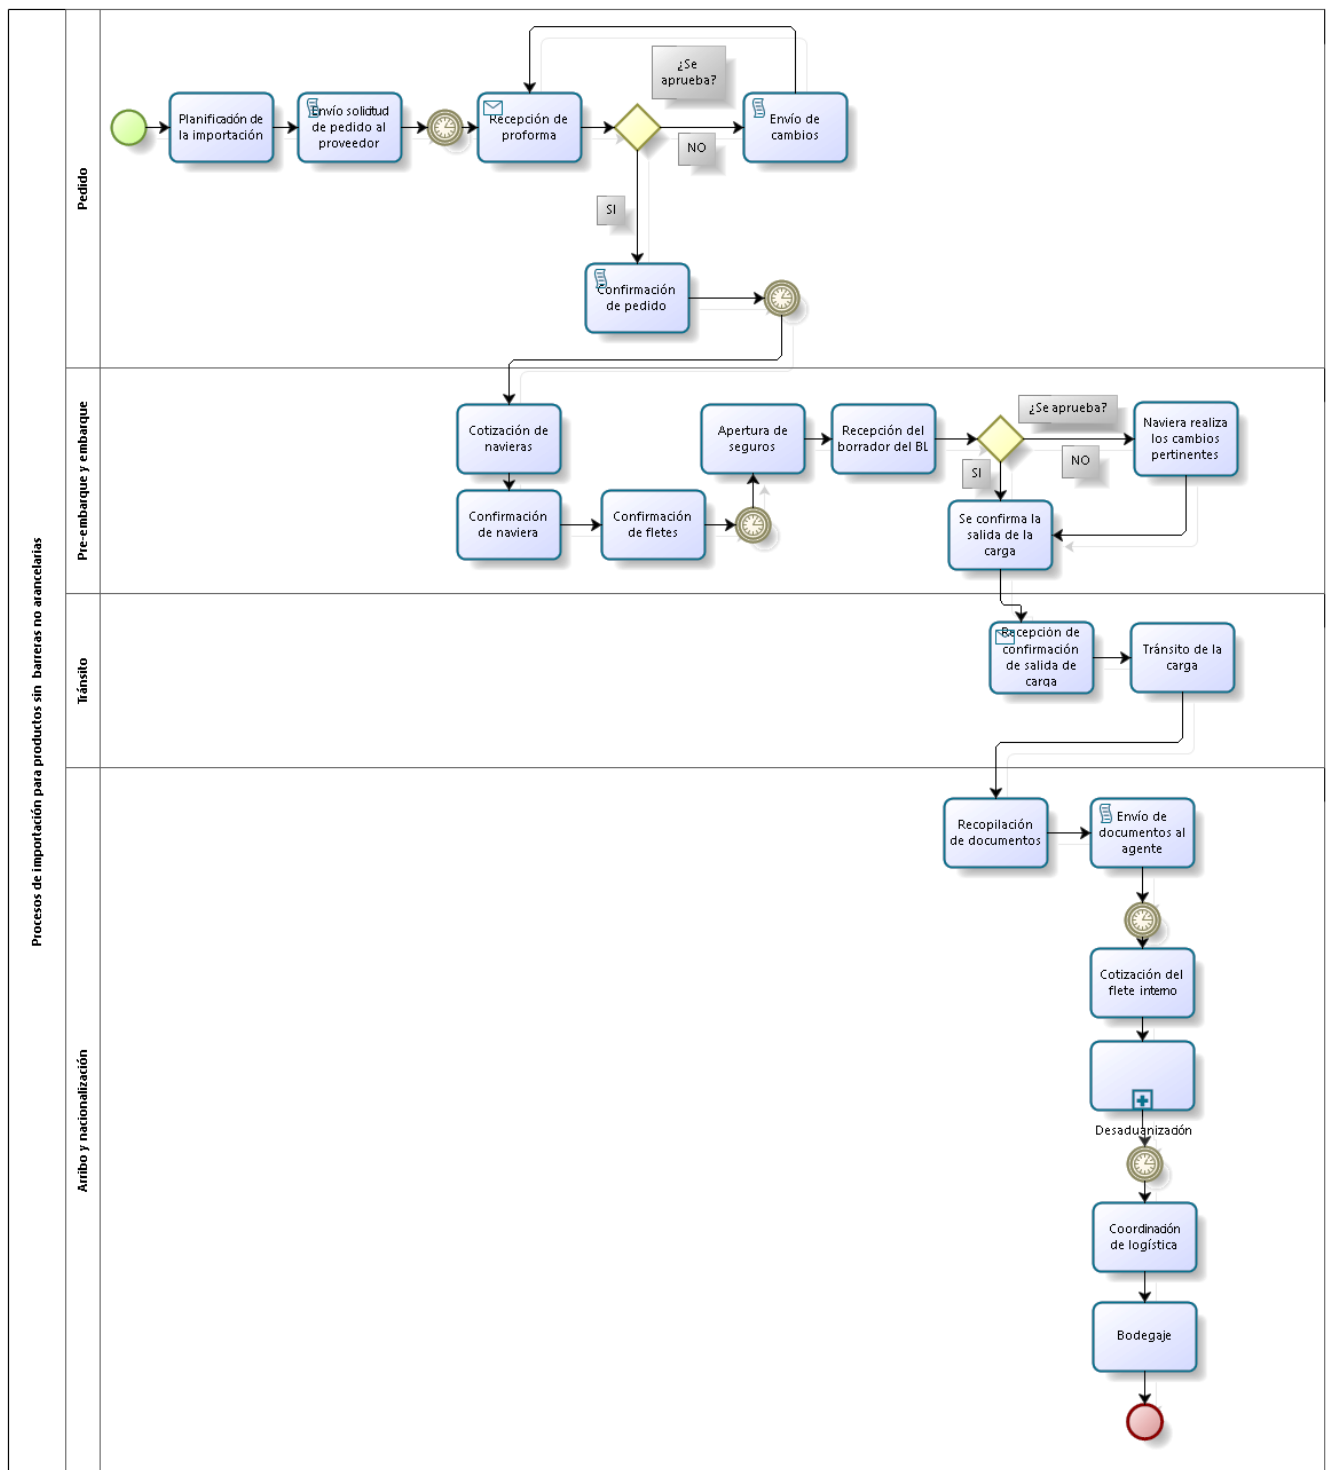 Procesos de importación para productos sin barreras no arancelarias
Pedido
Planificación de
la importación
Envío solicitud
de pedido al
proveedor
Recepción de
proforma
¿Se
aprueba?
NO
Envío de
cambios
SI
Confirmación
de pedido
Pre-embarque y embarque
Cotización de
navieras
Confirmación
de naviera
Confirmación
de fletes
Apertura de
seguros
Recepción del
borrador del BL
¿Se aprueba?
NO
SI
Naviera realiza
los cambios
pertinentes
Se confirma la
salida de la
carga
Tránsito
Recepción de
confirmación
de salida de
carga
Tránsito de la
carga
Arribo y nacionalización
Recopilación
de documentos
Envío de
documentos al
agente
Cotización del
flete interno
Desaduanización
Coordinación
de logística
Bodegaje